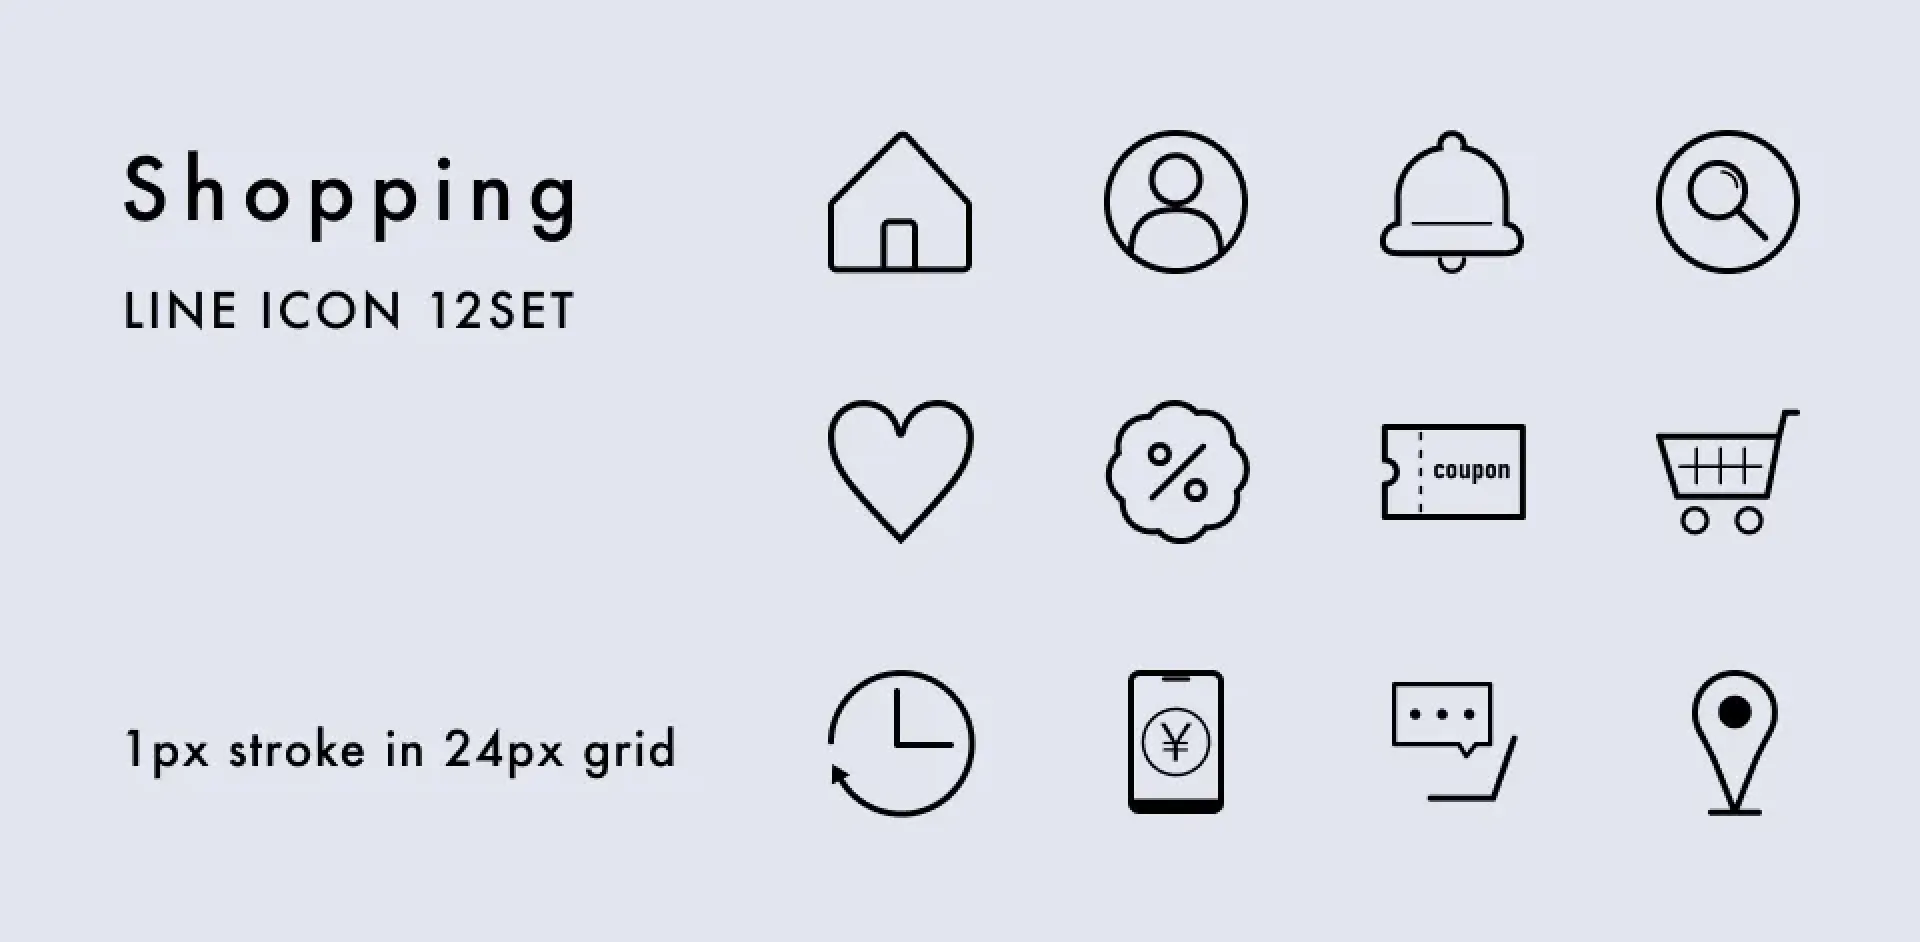 Shopping
LINE ICON 12SET
%
coupon
1px stroke in 24px grid
¥